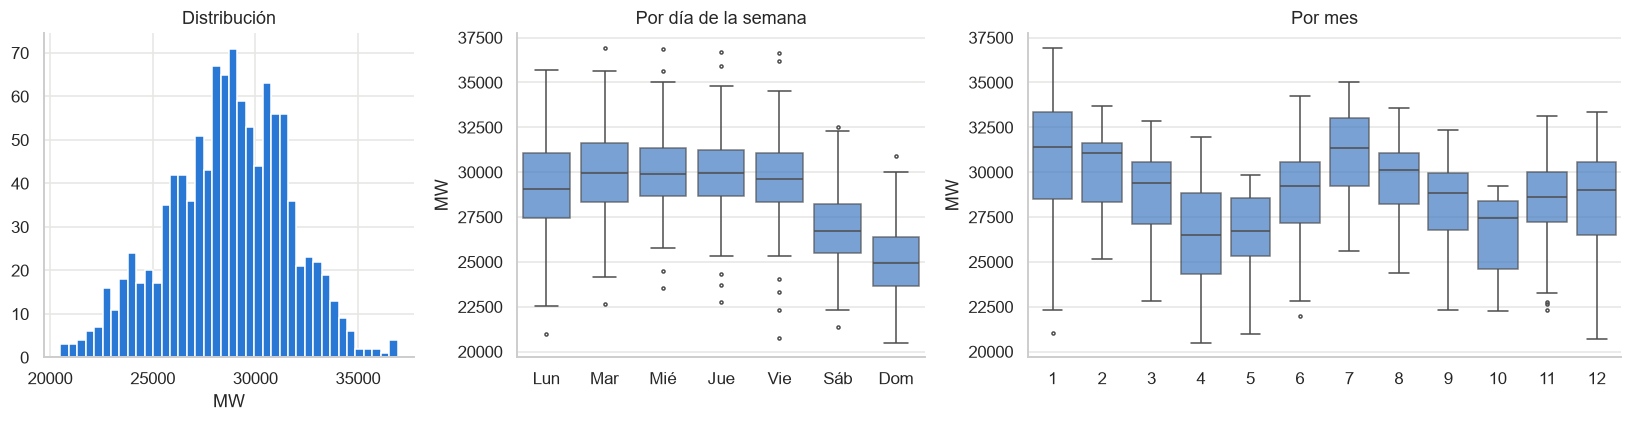 Distribución
70
60
50
40
30
20
10
0
20000 25000 30000 35000
MW
Por día de la semana
37500
35000
32500
30000
27500
25000
22500
20000
MW
Lun Mar Mié Jue Vie Sáb Dom
Por mes
37500
35000
32500
30000
27500
25000
22500
20000
MW
1 2 3 4 5 6 7 8 9 10 11 12